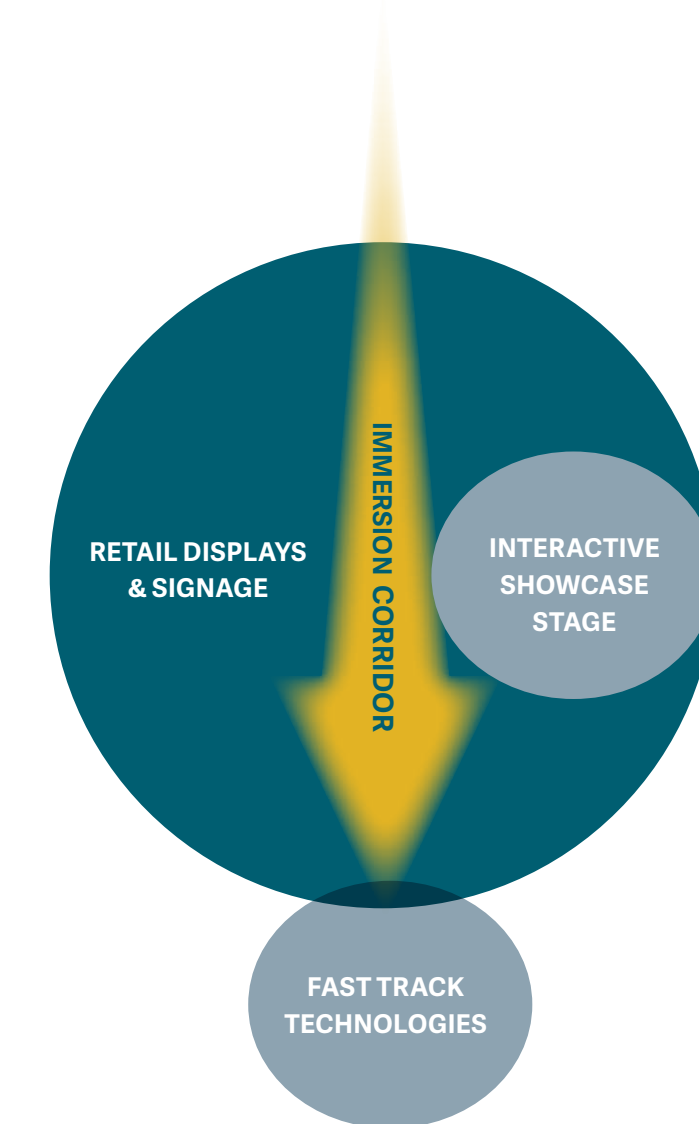 IMMERSION CORRIDOR
RETAIL DISPLAYS
& SIGNAGE
INTERACTIVE
SHOWCASE
STAGE
FAST TRACK
TECHNOLOGIES